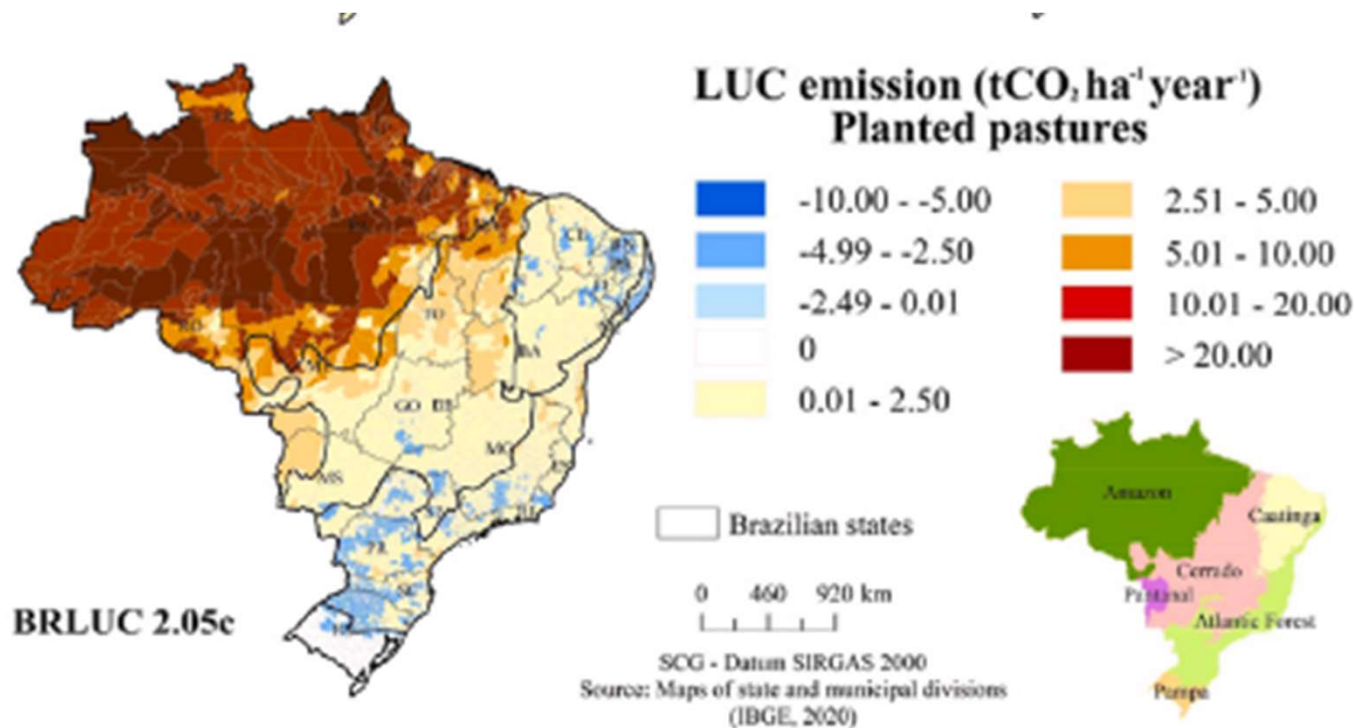 LUC emission (tCO₂ ha⁻¹ year⁻¹)
Planted pastures
-10.00 - -5.00
-4.99 - -2.50
-2.49 - 0.01
0
0.01 - 2.50
2.51 - 5.00
5.01 - 10.00
10.01 - 20.00
> 20.00
CE
TO
BA
GO DF
MG
MS
PR
SC
Brazilian states
0 460 920 km
SCG - Datum SIRGAS 2000
Source: Maps of state and municipal divisions
(IBGE, 2020)
BRLUC 2.05c
Amazon
Caatinga
Cerrado
Pantanal
Atlantic Forest
Pampa